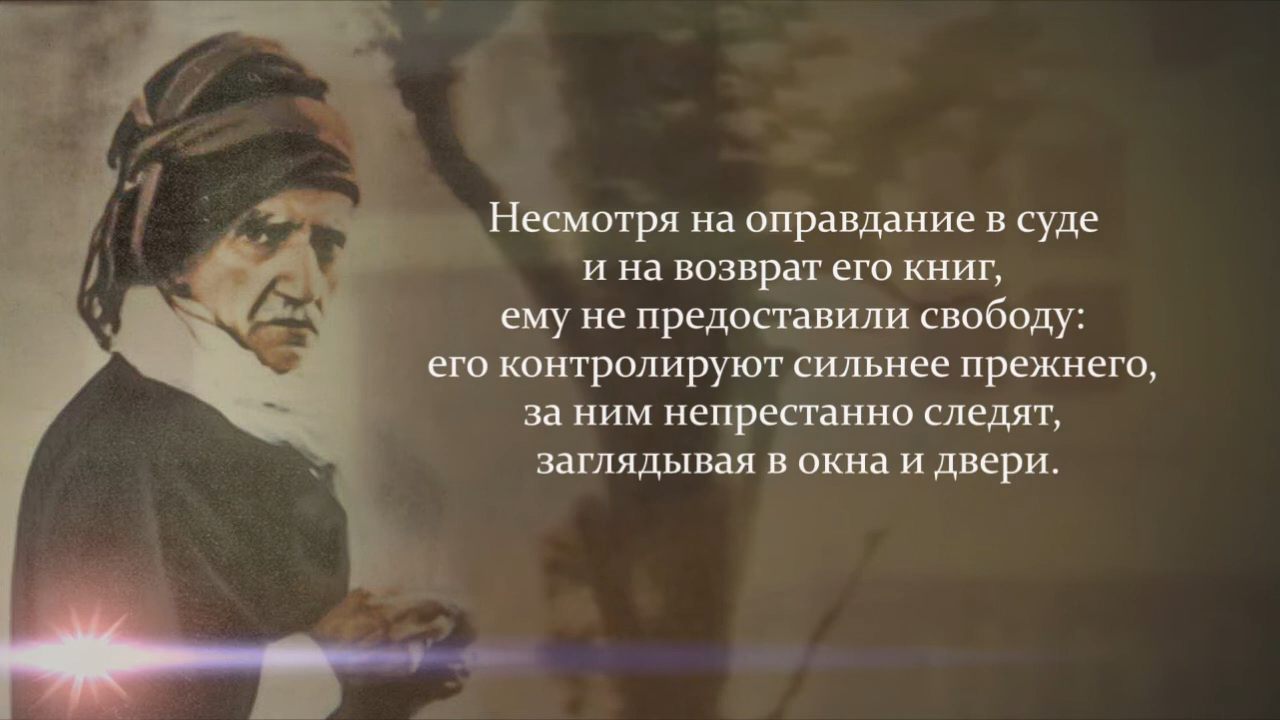 Несмотря на оправдание в суде
и на возврат его книг,
ему не предоставили свободу:
его контролируют сильнее прежнего,
за ним непрестанно следят,
заглядывая в окна и двери.